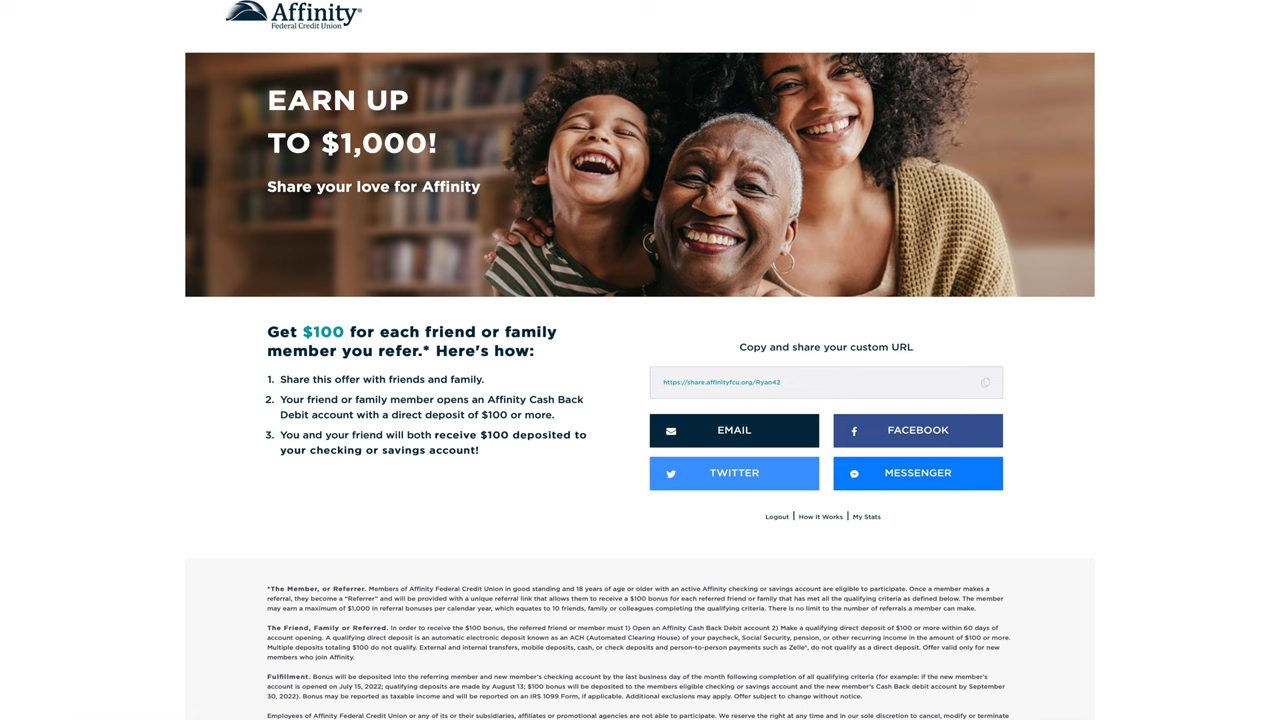 Affinity®
Federal Credit Union
EARN UP
TO $1,000!
Share your love for Affinity
Get $100 for each friend or family
member you refer.* Here's how:
1. Share this offer with friends and family.
2. Your friend or family member opens an Affinity Cash Back
Debit account with a direct deposit of $100 or more.
3. You and your friend will both receive $100 deposited to
your checking or savings account!
Copy and share your custom URL
https://share.affinityfcu.org/Ryan42
EMAIL
FACEBOOK
TWITTER
MESSENGER
Logout | How It Works | My Stats
*The Member, or Referrer. Members of Affinity Federal Credit Union in good standing and 18 years of age or older with an active Affinity checking or savings account are eligible to participate. Once a member makes a
referral, they become a "Referrer" and will be provided with a unique referral link that allows them to receive a $100 bonus for each referred friend or family that has met all the qualifying criteria as defined below. The member
may earn a maximum of $1,000 in referral bonuses per calendar year, which equates to 10 friends, family or colleagues completing the qualifying criteria. There is no limit to the number of referrals a member can make.
The Friend, Family or Referred. In order to receive the $100 bonus, the referred friend or member must 1) Open an Affinity Cash Back Debit account 2) Make a qualifying direct deposit of $100 or more within 60 days of
account opening. A qualifying direct deposit is an automatic electronic deposit known as an ACH (Automated Clearing House) of your paycheck, Social Security, pension, or other recurring income in the amount of $100 or more.
Multiple deposits totaling $100 do not qualify. External and internal transfers, mobile deposits, cash, or check deposits and person-to-person payments such as Zelle®, do not qualify as a direct deposit. Offer valid only for new
members who join Affinity.
Fulfillment. Bonus will be deposited into the referring member and new member's checking account by the last business day of the month following completion of all qualifying criteria (for example: if the new member's
account is opened on July 15, 2022; qualifying deposits are made by August 13; $100 bonus will be deposited to the members eligible checking or savings account and the new member's Cash Back debit account by September
30, 2022). Bonus may be reported as taxable income and will be reported on an IRS 1099 Form, if applicable. Additional exclusions may apply. Offer subject to change without notice.
Employees of Affinity Federal Credit Union or any of its or their subsidiaries, affiliates or promotional agencies are not able to participate. We reserve the right at any time and in our sole discretion to cancel, modify or terminate